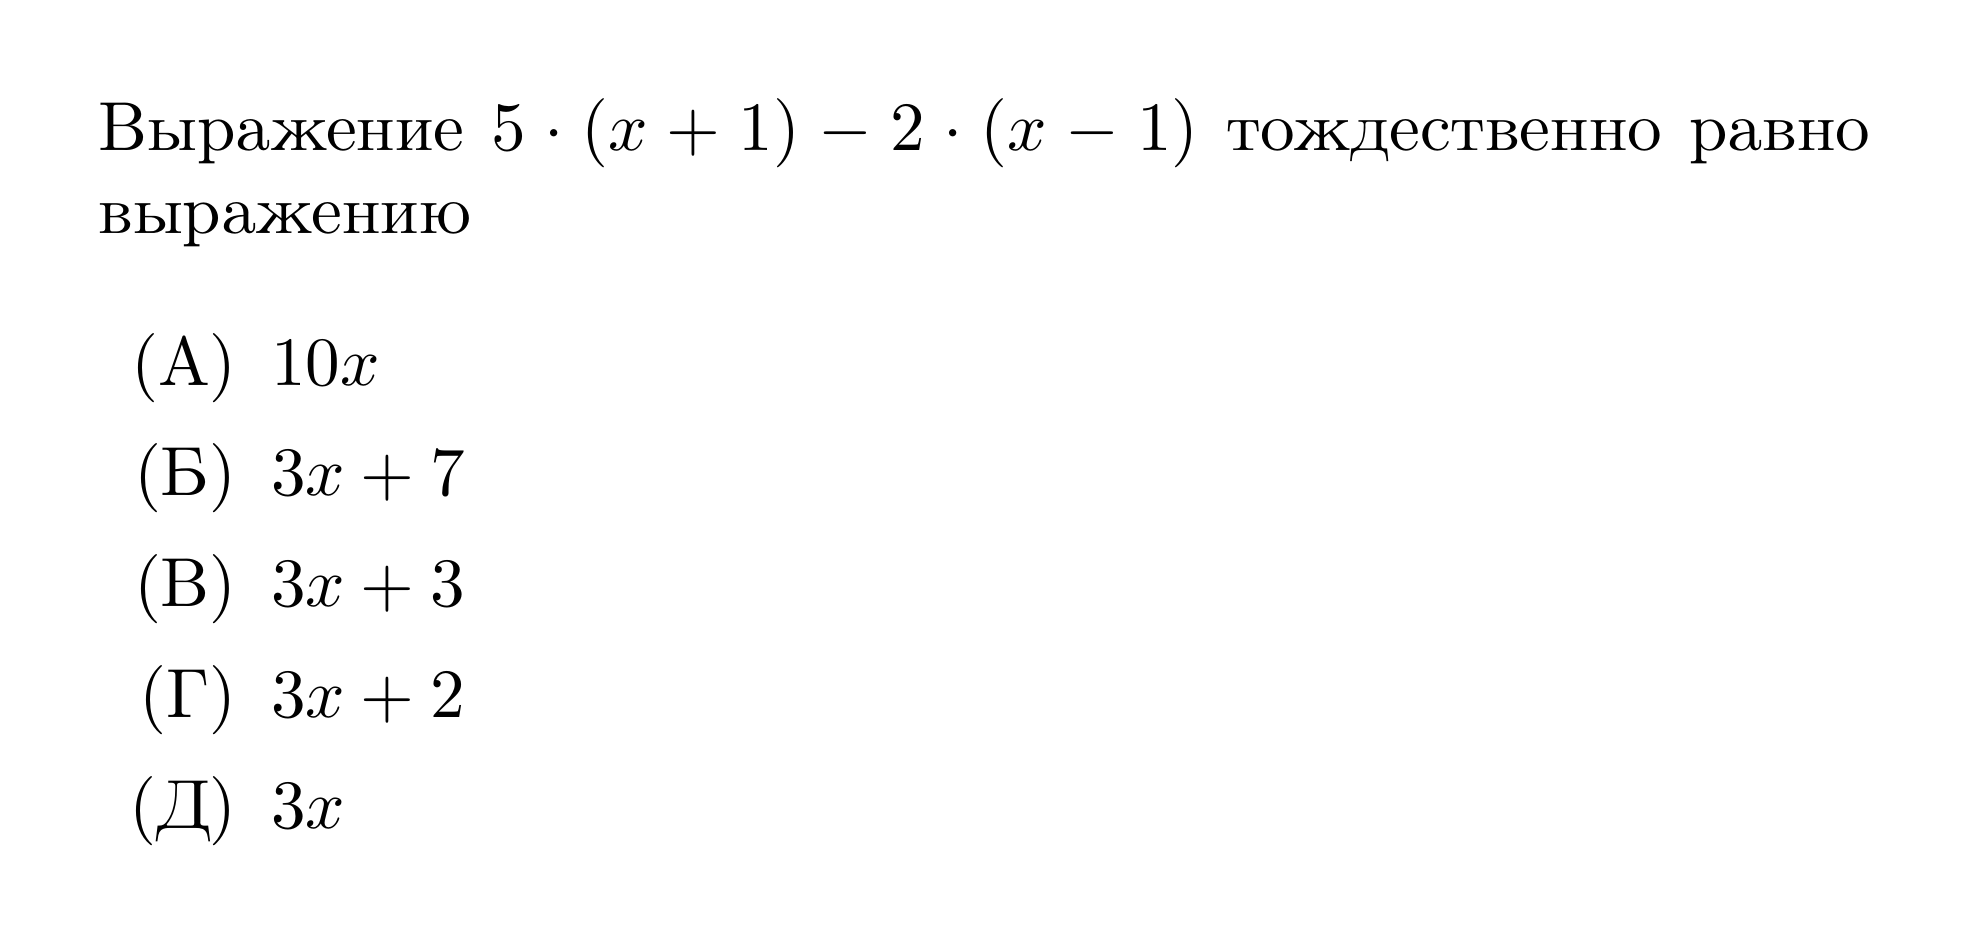 Выражение 5 · (x + 1) − 2 · (x − 1) тождественно равно
выражению
(А) 10x
(Б) 3x + 7
(В) 3x + 3
(Г) 3x + 2
(Д) 3x